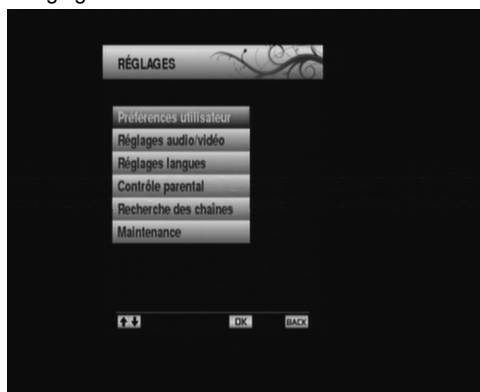 RÉGLAGES
Préférences utilisateur
Réglages audio/vidéo
Réglages langues
Contrôle parental
Recherche des chaînes
Maintenance
OK BACK